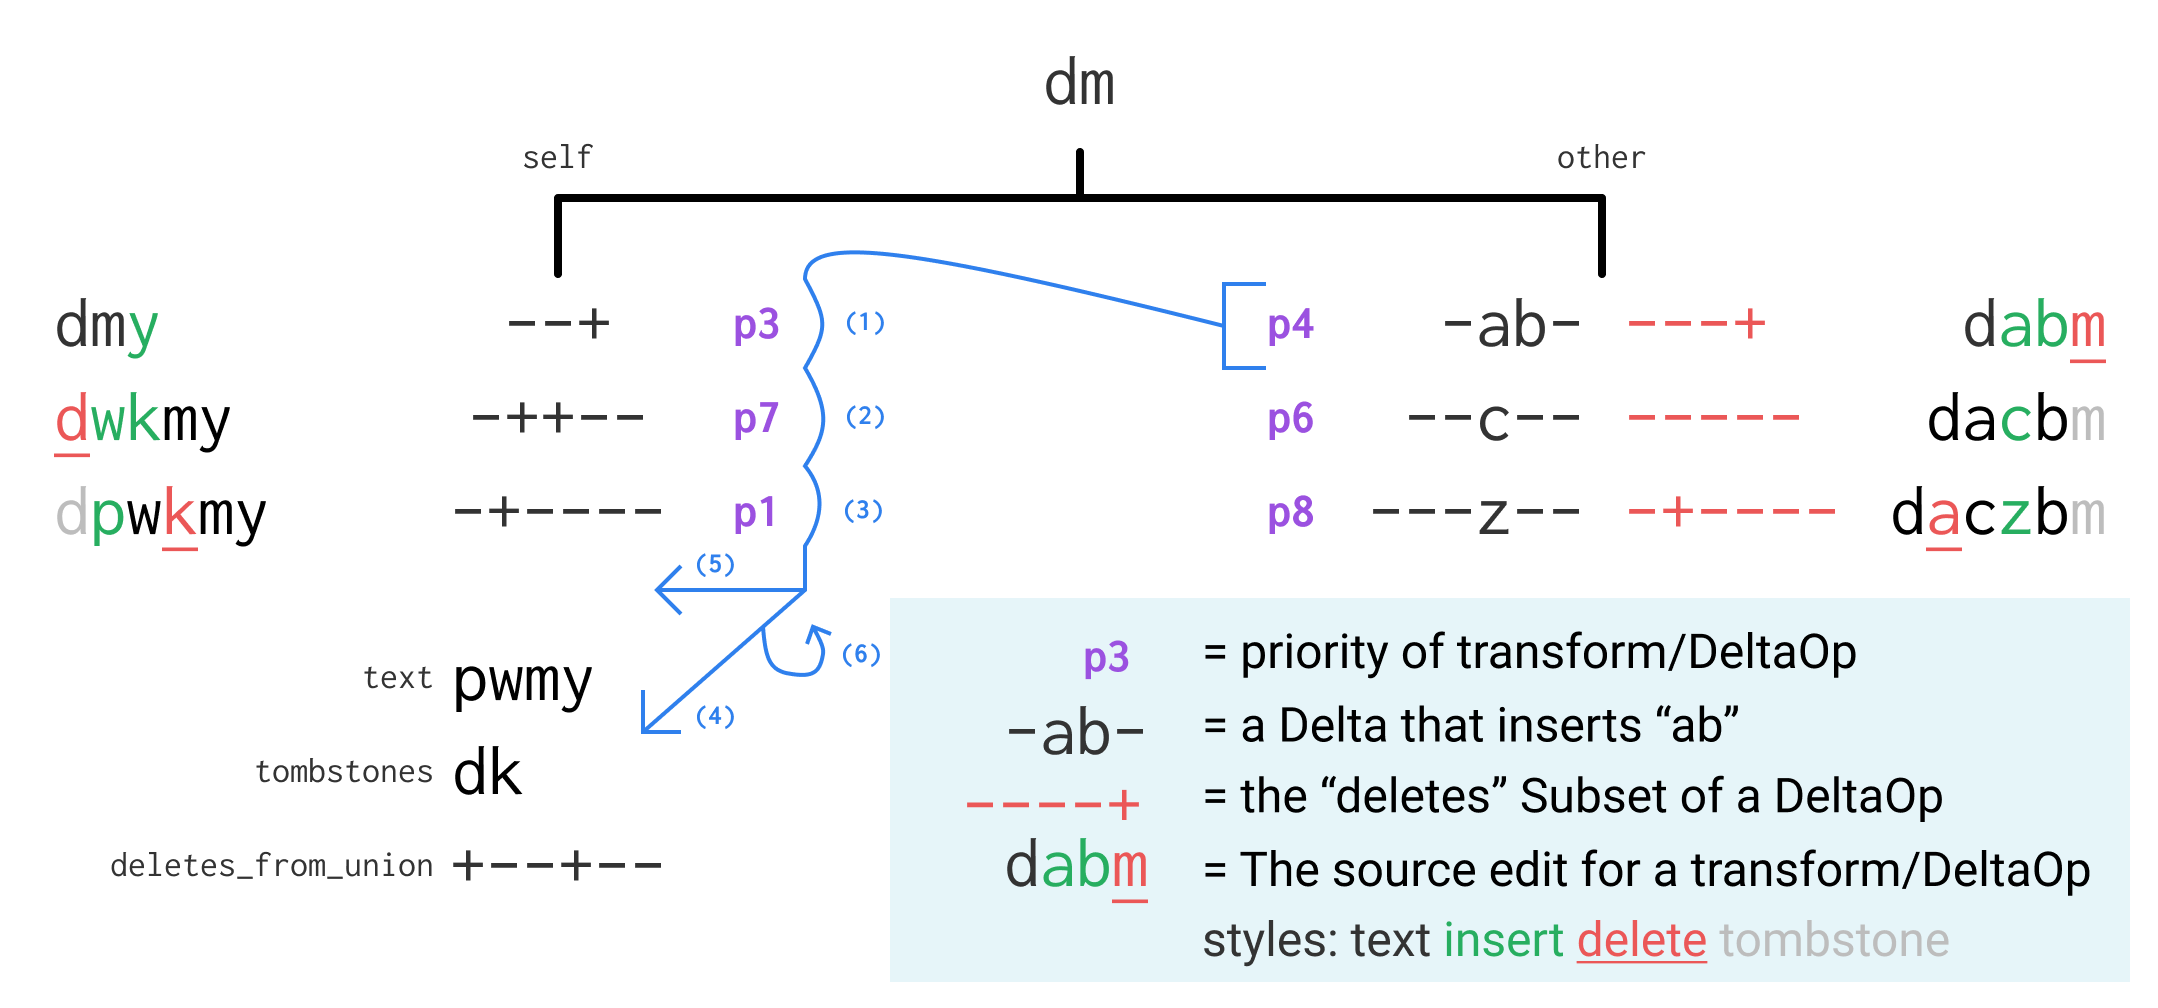 dm
self other
dmy --+ p3 (1) p4 -ab- ---+ dabm
dwkmy -++-- p7 (2) p6 --c-- ----- dacbm
dpwkmy -+---- p1 (3) p8 ---z-- -+---- daczbm
(5)
text pwmy (6)
(4)
tombstones dk
deletes_from_union +--+--
p3 = priority of transform/DeltaOp
-ab- = a Delta that inserts “ab”
----+ = the “deletes” Subset of a DeltaOp
dabm = The source edit for a transform/DeltaOp
styles: text insert delete tombstone